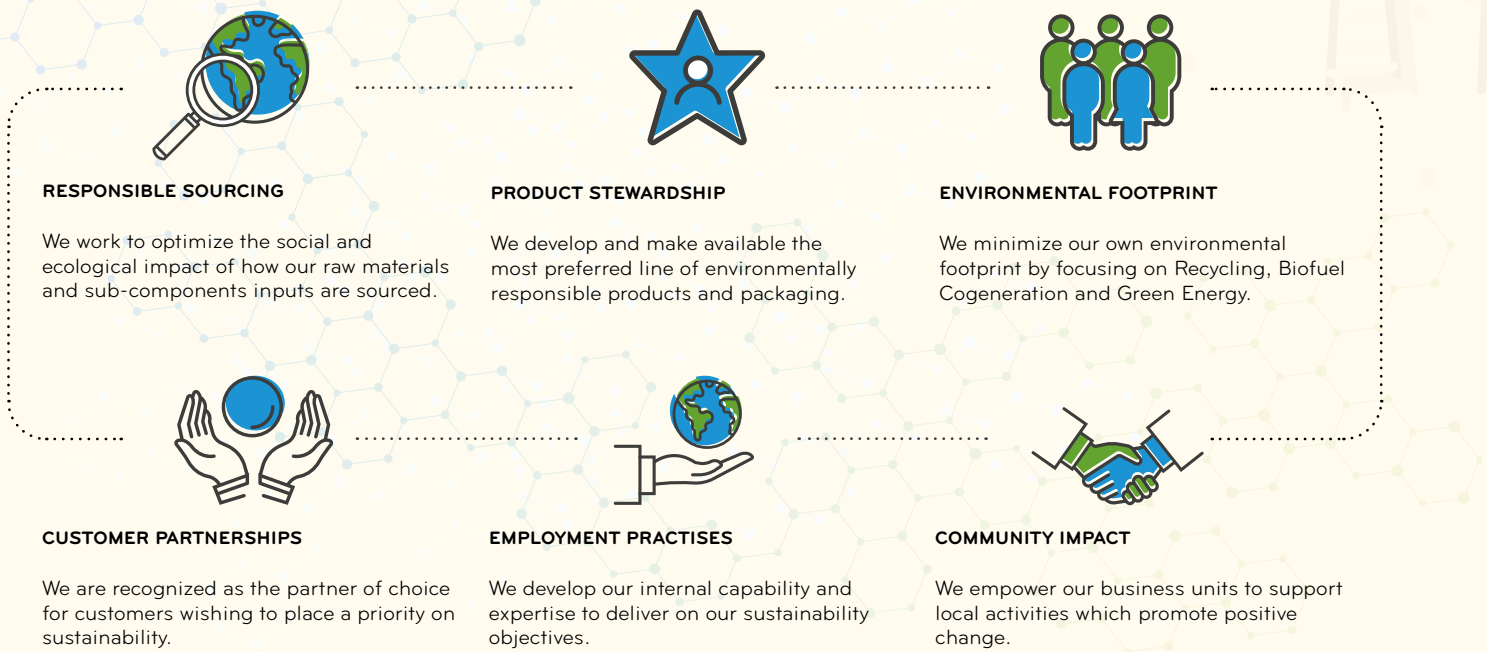 RESPONSIBLE SOURCING
We work to optimize the social and
ecological impact of how our raw materials
and sub-components inputs are sourced.
PRODUCT STEWARDSHIP
We develop and make available the
most preferred line of environmentally
responsible products and packaging.
ENVIRONMENTAL FOOTPRINT
We minimize our own environmental
footprint by focusing on Recycling, Biofuel
Cogeneration and Green Energy.
CUSTOMER PARTNERSHIPS
We are recognized as the partner of choice
for customers wishing to place a priority on
sustainability.
EMPLOYMENT PRACTISES
We develop our internal capability and
expertise to deliver on our sustainability
objectives.
COMMUNITY IMPACT
We empower our business units to support
local activities which promote positive
change.